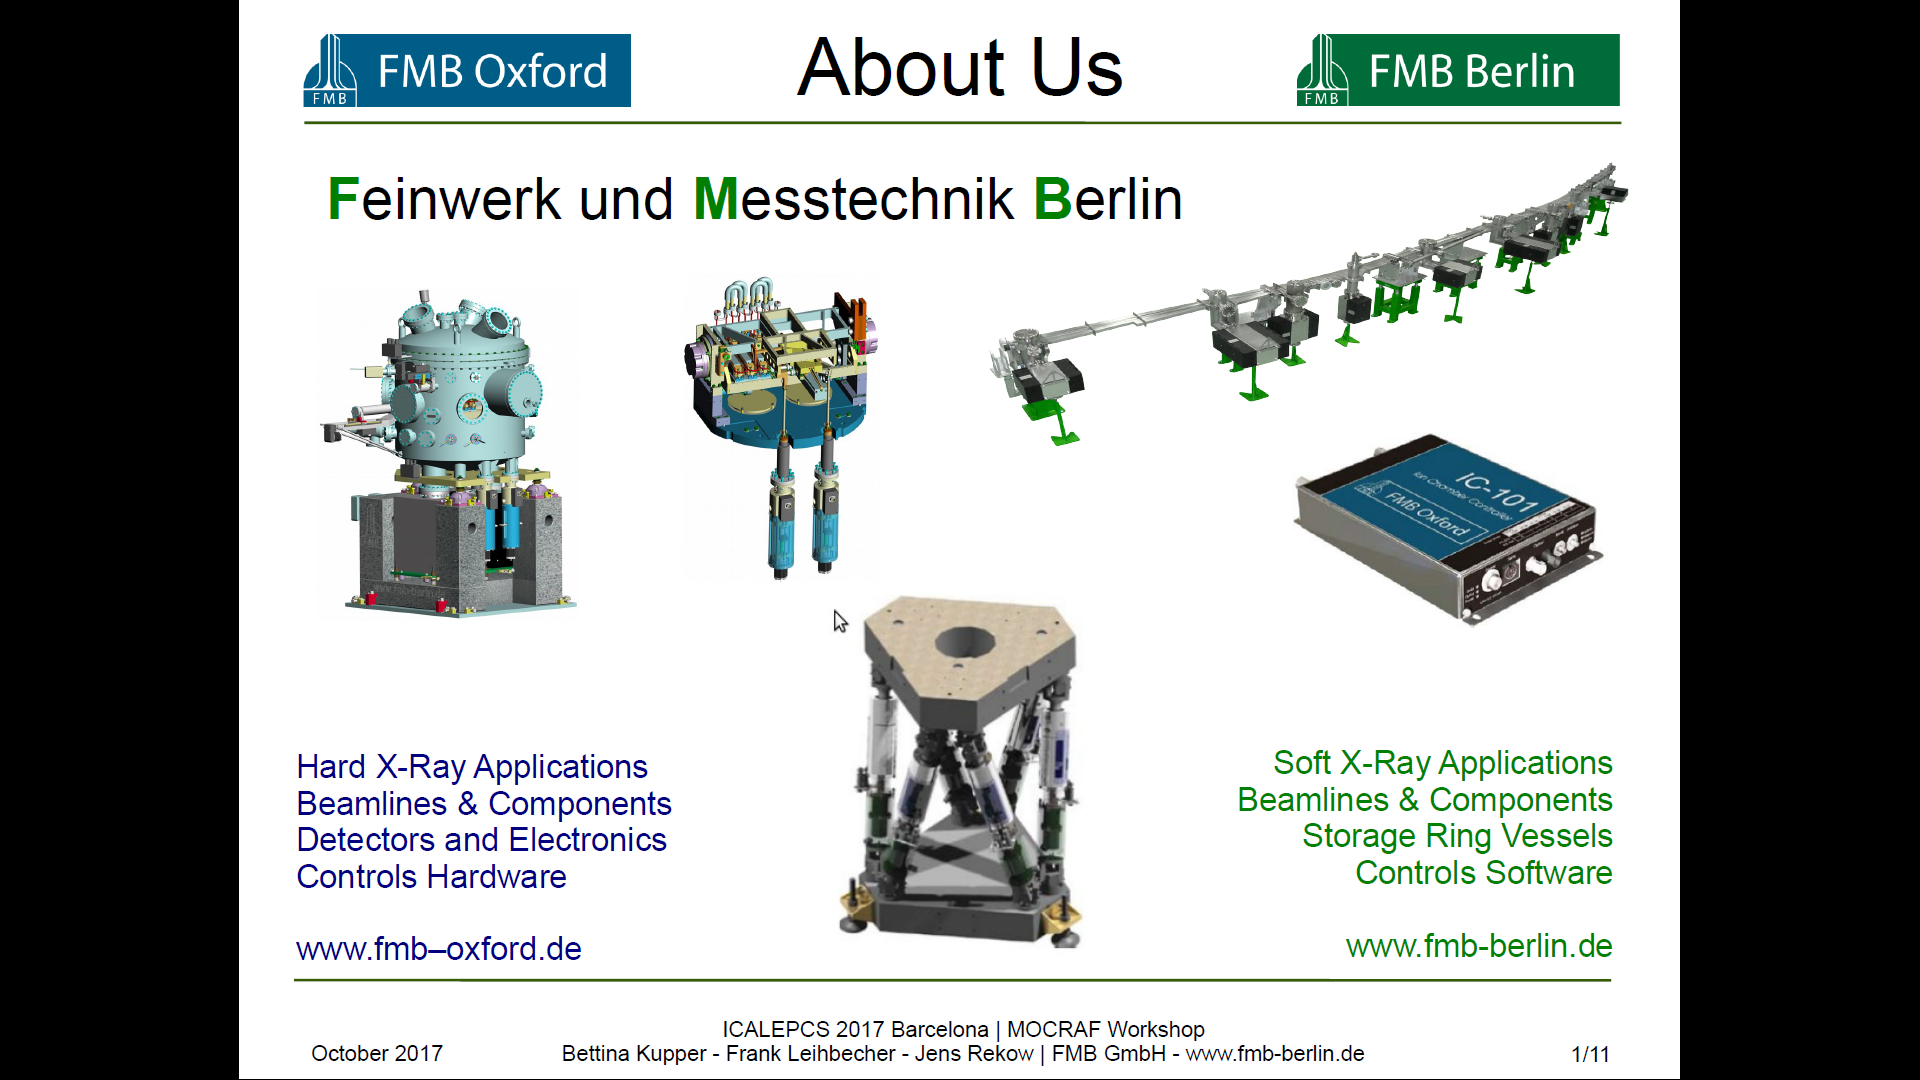 FMB
FMB Oxford
About Us
FMB
FMB Berlin
Feinwerk und Messtechnik Berlin
IC-101
Ion Chamber Controller
FMB Oxford
Hard X-Ray Applications
Beamlines & Components
Detectors and Electronics
Controls Hardware
www.fmb–oxford.de
Soft X-Ray Applications
Beamlines & Components
Storage Ring Vessels
Controls Software
www.fmb-berlin.de
ICALEPCS 2017 Barcelona | MOCRAF Workshop
October 2017
Bettina Kupper - Frank Leihbecher - Jens Rekow | FMB GmbH - www.fmb-berlin.de
1/11